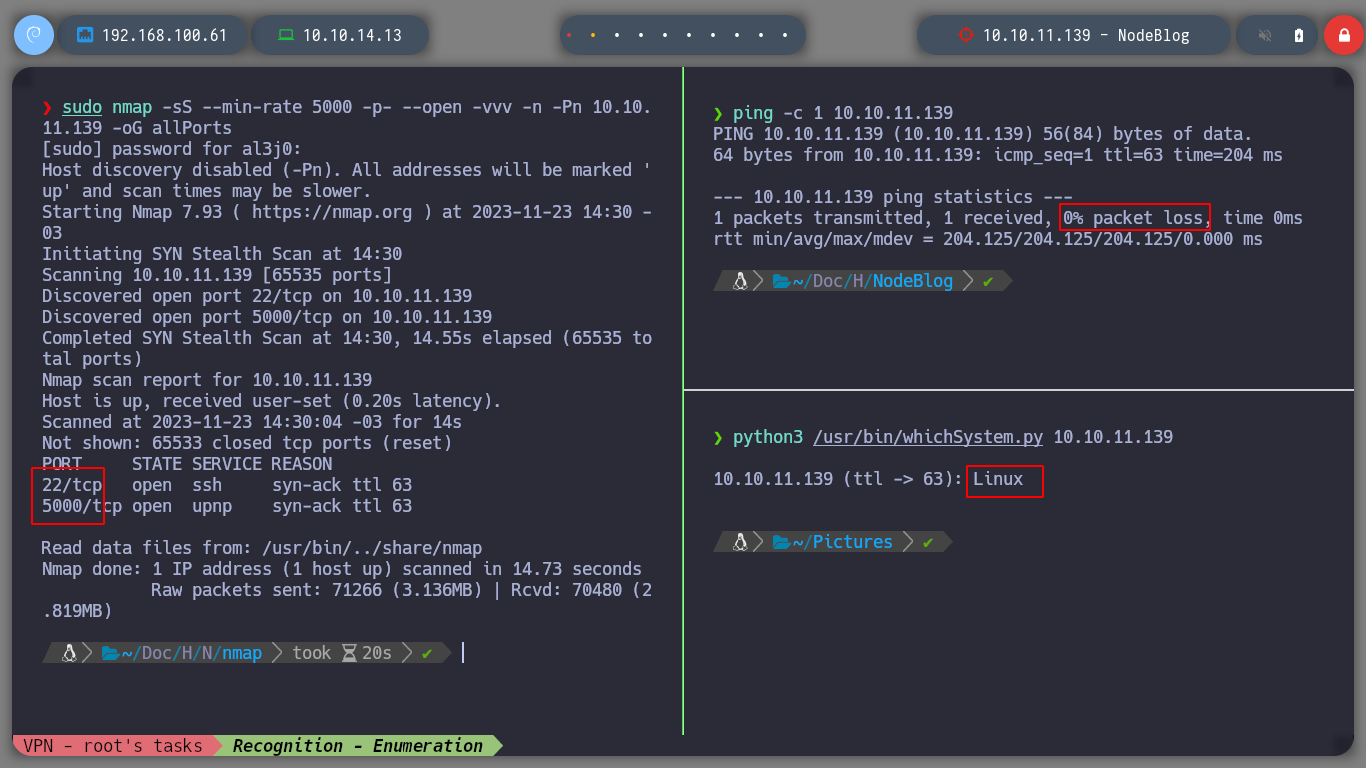 192.168.100.61
10.10.14.13
10.10.11.139 - NodeBlog
❯ sudo nmap -sS --min-rate 5000 -p- --open -vvv -n -Pn 10.10.
11.139 -oG allPorts
[sudo] password for al3j0:
Host discovery disabled (-Pn). All addresses will be marked '
up' and scan times may be slower.
Starting Nmap 7.93 ( https://nmap.org ) at 2023-11-23 14:30 -
03
Initiating SYN Stealth Scan at 14:30
Scanning 10.10.11.139 [65535 ports]
Discovered open port 22/tcp on 10.10.11.139
Discovered open port 5000/tcp on 10.10.11.139
Completed SYN Stealth Scan at 14:30, 14.55s elapsed (65535 to
tal ports)
Nmap scan report for 10.10.11.139
Host is up, received user-set (0.20s latency).
Scanned at 2023-11-23 14:30:04 -03 for 14s
Not shown: 65533 closed tcp ports (reset)
PORT     STATE SERVICE REASON
22/tcp   open  ssh     syn-ack ttl 63
5000/tcp open  upnp    syn-ack ttl 63
Read data files from: /usr/bin/../share/nmap
Nmap done: 1 IP address (1 host up) scanned in 14.73 seconds
           Raw packets sent: 71266 (3.136MB) | Rcvd: 70480 (2
.819MB)
~/Doc/H/N/nmap took 20s ✔
❯ ping -c 1 10.10.11.139
PING 10.10.11.139 (10.10.11.139) 56(84) bytes of data.
64 bytes from 10.10.11.139: icmp_seq=1 ttl=63 time=204 ms
--- 10.10.11.139 ping statistics ---
1 packets transmitted, 1 received, 0% packet loss, time 0ms
rtt min/avg/max/mdev = 204.125/204.125/204.125/0.000 ms
~/Doc/H/NodeBlog ✔
❯ python3 /usr/bin/whichSystem.py 10.10.11.139
10.10.11.139 (ttl -> 63): Linux
~/Pictures ✔
VPN - root's tasks
Recognition - Enumeration